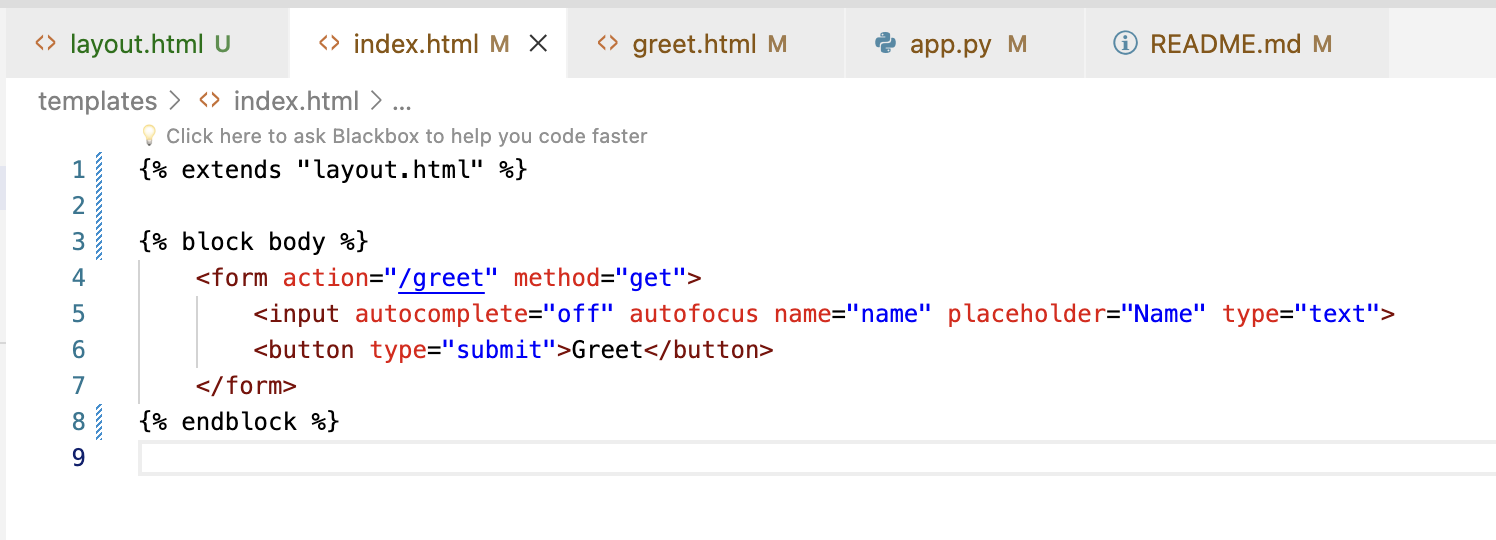 layout.html U index.html M greet.html M app.py M README.md M
templates > index.html > ...
Click here to ask Blackbox to help you code faster
1 {% extends "layout.html" %}
2
3 {% block body %}
4 <form action="/greet" method="get">
5 <input autocomplete="off" autofocus name="name" placeholder="Name" type="text">
6 <button type="submit">Greet</button>
7 </form>
8 {% endblock %}
9